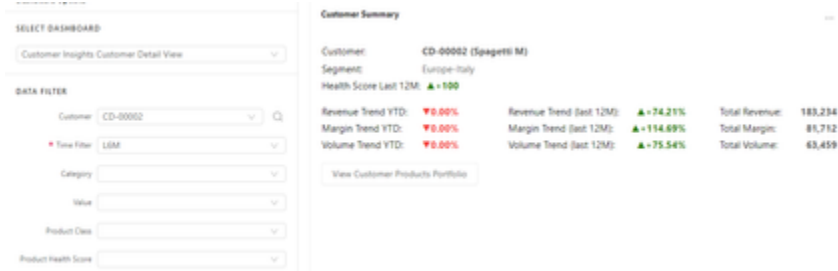 SELECT DASHBOARD
Customer Insights Customer Detail View
DATA FILTER
Customer CD-00002
* Time Filter L6M
Category
Value
Product Class
Product Health Score
Customer Summary
Customer: CD-00002 (Spagetti M)
Segment: Europe-Italy
Health Score Last 12M: ▲+100
Revenue Trend YTD: ▼0.00% Revenue Trend (last 12M): ▲+74.21% Total Revenue: 183,234
Margin Trend YTD: ▼0.00% Margin Trend (last 12M): ▲+114.69% Total Margin: 81,712
Volume Trend YTD: ▼0.00% Volume Trend (last 12M): ▲+75.54% Total Volume: 63,459
View Customer Products Portfolio